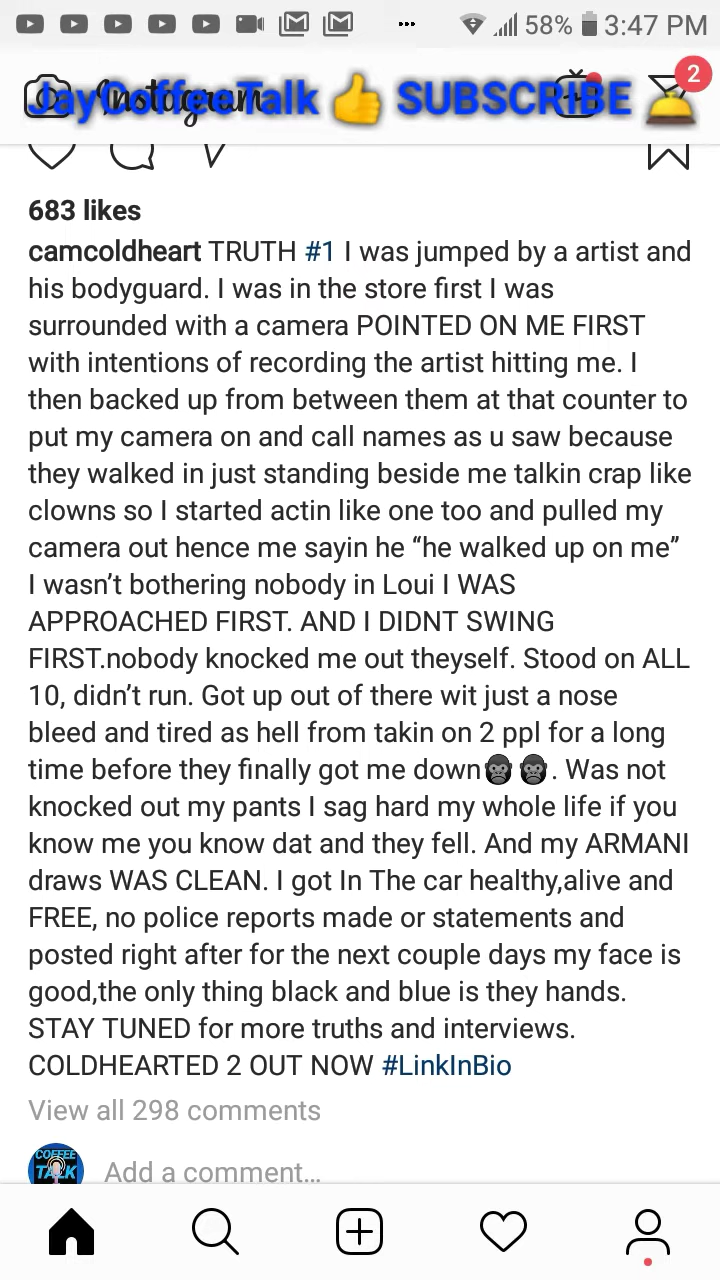 58% 3:47 PM
JayCoffeeTalk 👍 SUBSCRIBE 🛎
Instagram
2
683 likes
camcoldheart TRUTH #1 I was jumped by a artist and
his bodyguard. I was in the store first I was
surrounded with a camera POINTED ON ME FIRST
with intentions of recording the artist hitting me. I
then backed up from between them at that counter to
put my camera on and call names as u saw because
they walked in just standing beside me talkin crap like
clowns so I started actin like one too and pulled my
camera out hence me sayin he “he walked up on me”
I wasn’t bothering nobody in Loui I WAS
APPROACHED FIRST. AND I DIDNT SWING
FIRST.nobody knocked me out theyself. Stood on ALL
10, didn’t run. Got up out of there wit just a nose
bleed and tired as hell from takin on 2 ppl for a long
time before they finally got me down🦍🦍. Was not
knocked out my pants I sag hard my whole life if you
know me you know dat and they fell. And my ARMANI
draws WAS CLEAN. I got In The car healthy,alive and
FREE, no police reports made or statements and
posted right after for the next couple days my face is
good,the only thing black and blue is they hands.
STAY TUNED for more truths and interviews.
COLDHEARTED 2 OUT NOW #LinkInBio
View all 298 comments
COFFEE
TALK
Add a comment...